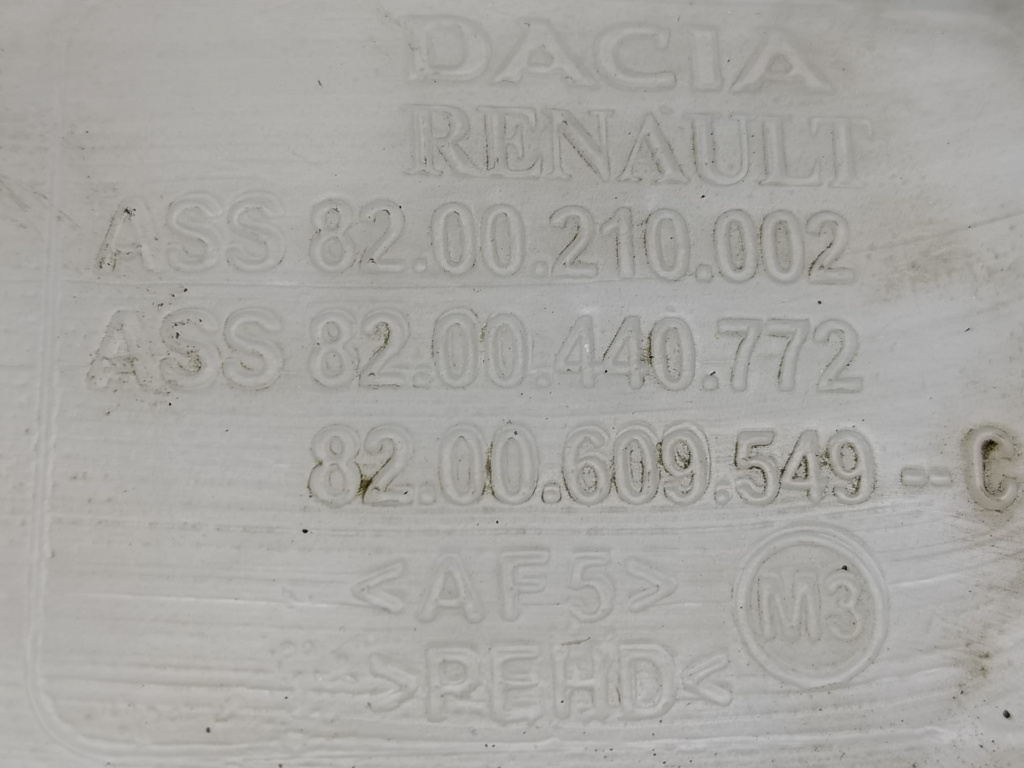 DACIA
RENAULT
ASS 82.00.210.002
ASS 82.00.440.772
82.00.609.549 -- C
<AF5>
M3
>PEHD<